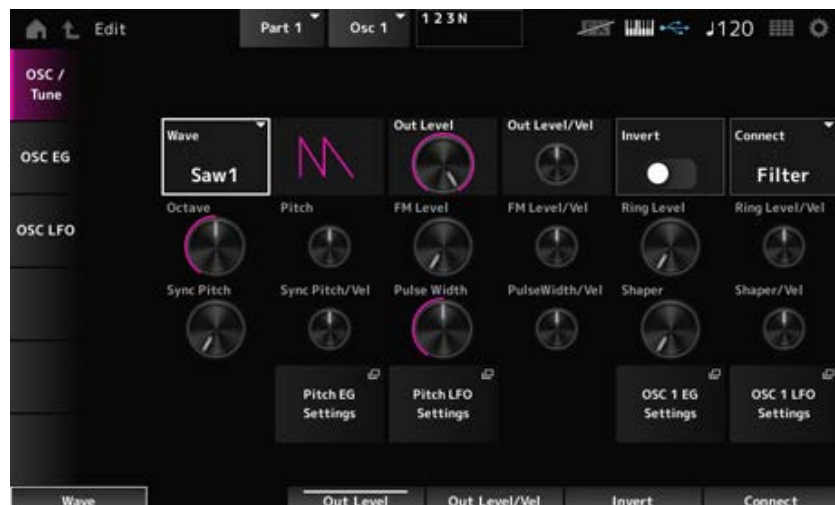 Edit
Part 1
Osc 1
1 2 3 N
♩120
OSC / Tune
OSC EG
OSC LFO
Wave
Saw1
Out Level
Out Level/Vel
Invert
Connect
Filter
Octave
Pitch
FM Level
FM Level/Vel
Ring Level
Ring Level/Vel
Sync Pitch
Sync Pitch/Vel
Pulse Width
PulseWidth/Vel
Shaper
Shaper/Vel
Pitch EG
Settings
Pitch LFO
Settings
OSC 1 EG
Settings
OSC 1 LFO
Settings
Wave
Out Level
Out Level/Vel
Invert
Connect